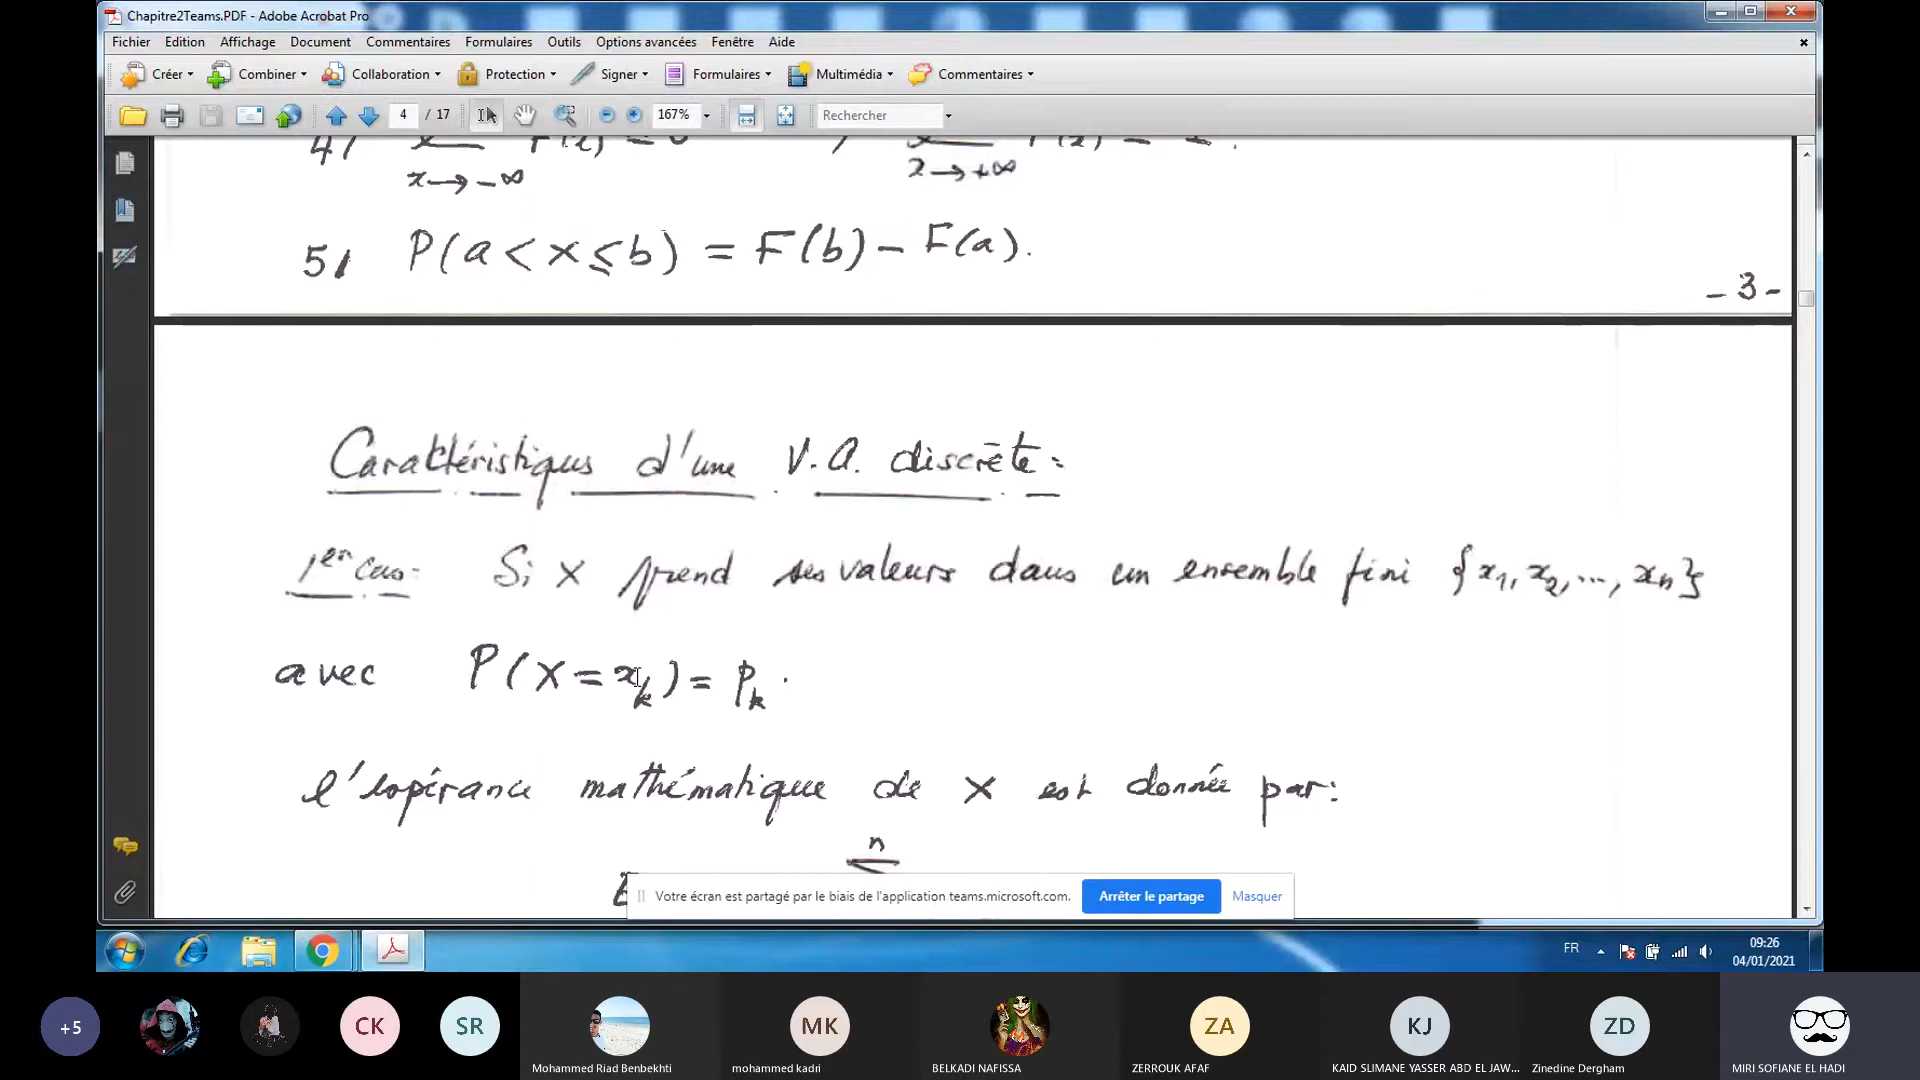 Chapitre2Teams.PDF - Adobe Acrobat Pro
Fichier Edition Affichage Document Commentaires Formulaires Outils Options avancées Fenêtre Aide
Créer Combiner Collaboration Protection Signer Formulaires Multimédia Commentaires
4 / 17 167% Rechercher
4/ x→-∞ x→+∞
5/ P(a < X ≤ b) = F(b) - F(a).
- 3 -
Caractéristiques d'une V.A. discrète:
1er Cas: Si X prend ses valeurs dans un ensemble fini {x1, x2, ..., xn}
avec P(X = xk) = pk.
l'espérance mathématique de X est donnée par:
n
E
Votre écran est partagé par le biais de l'application teams.microsoft.com. Arrêter le partage Masquer
FR 09:26
04/01/2021
+5 CK SR MK ZA KJ ZD
Mohammed Riad Benbekhti mohammed kadri BELKADI NAFISSA ZERROUK AFAF KAID SLIMANE YASSER ABD EL JAW... Zinedine Dergham MIRI SOFIANE EL HADI